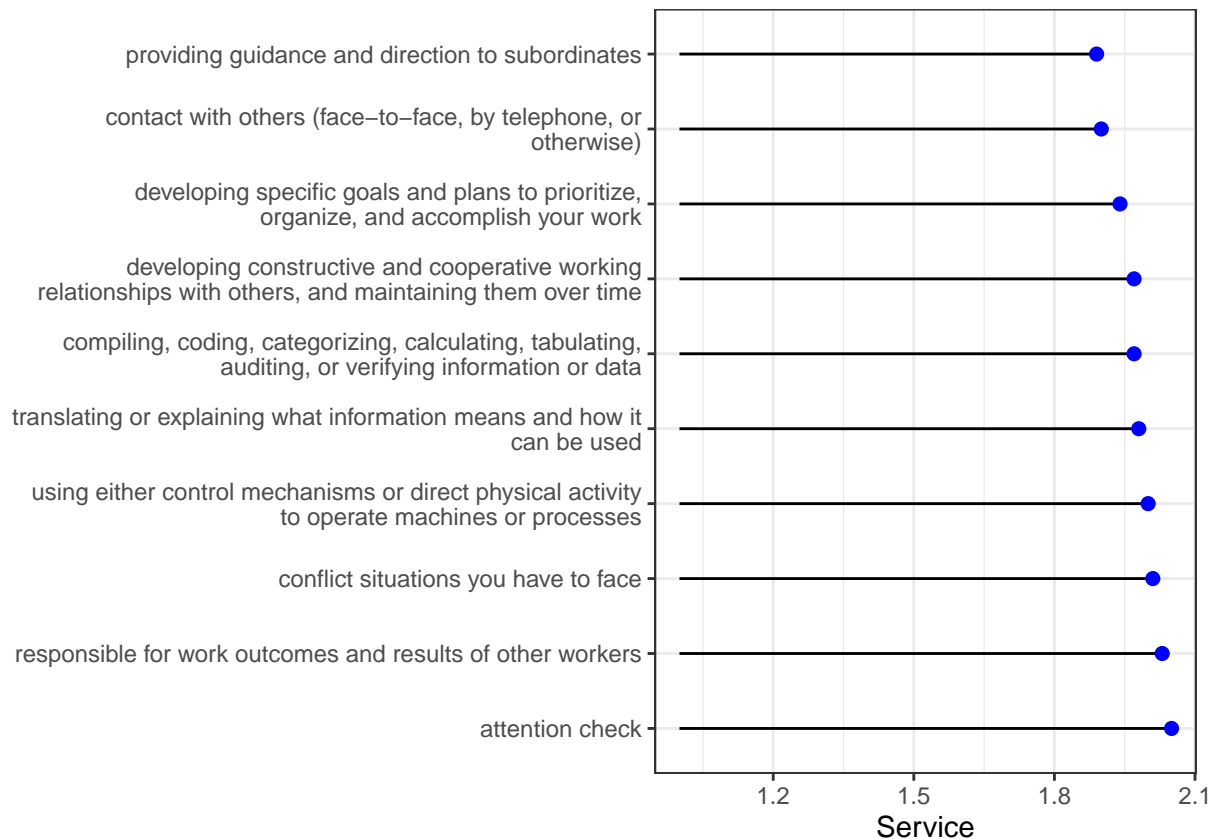 providing guidance and direction to subordinates
contact with others (face−to−face, by telephone, or
otherwise)
developing specific goals and plans to prioritize,
organize, and accomplish your work
developing constructive and cooperative working
relationships with others, and maintaining them over time
compiling, coding, categorizing, calculating, tabulating,
auditing, or verifying information or data
translating or explaining what information means and how it
can be used
using either control mechanisms or direct physical activity
to operate machines or processes
conflict situations you have to face
responsible for work outcomes and results of other workers
attention check
1.2 1.5 1.8 2.1
Service